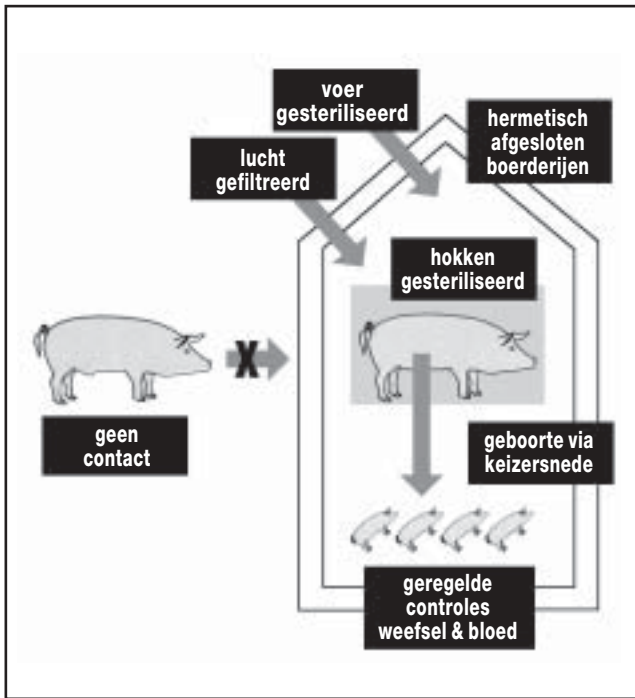 voer
gesteriliseerd
hermetisch
afgesloten
boerderijen
lucht
gefiltreerd
hokken
gesteriliseerd
X
geen
contact
geboorte via
keizersnede
geregelde
controles
weefsel & bloed